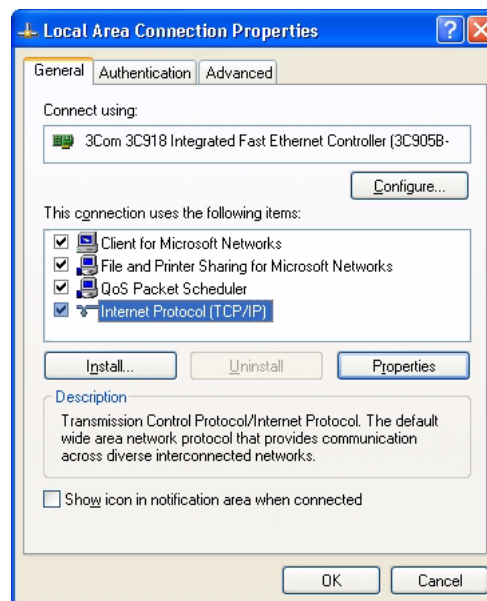 Local Area Connection Properties
General Authentication Advanced
Connect using:
3Com 3C918 Integrated Fast Ethernet Controller (3C905B-
Configure...
This connection uses the following items:
Client for Microsoft Networks
File and Printer Sharing for Microsoft Networks
QoS Packet Scheduler
Internet Protocol (TCP/IP)
Install... Uninstall Properties
Description
Transmission Control Protocol/Internet Protocol. The default
wide area network protocol that provides communication
across diverse interconnected networks.
Show icon in notification area when connected
OK Cancel